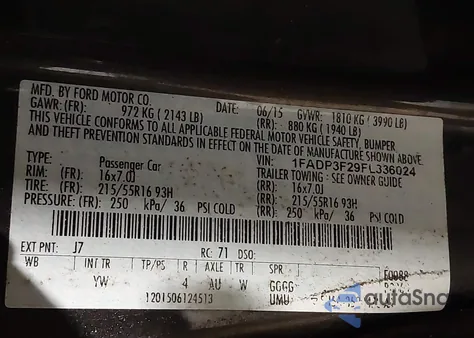 MFD. BY FORD MOTOR CO.
DATE: 06/15 GVWR: 1810 KG (3990 LB)
GAWR: (FR): 972 KG (2143 LB) (RR): 880 KG (1940 LB)
THIS VEHICLE CONFORMS TO ALL APPLICABLE FEDERAL MOTOR VEHICLE SAFETY, BUMPER
AND THEFT PREVENTION STANDARDS IN EFFECT ON THE DATE OF MANUFACTURE SHOWN ABOVE.
VIN: 1FADP3F29FL336024
TYPE: Passenger Car TRAILER TOWING: SEE OWNER GUIDE
RIM: (FR): 16x7.0J (RR): 16x7.0J
TIRE: (FR): 215/55R16 93H (RR): 215/55R16 93H
PRESSURE: (FR): 250 kPa/ 36 PSI COLD (RR): 250 kPa/ 36 PSI COLD
EXT PNT: J7 RC: 71 DSO:
WB INT TR TP/PS R AXLE TR SPR
YW 4 AU W GGGG
1201506124513 UMU
autoSna